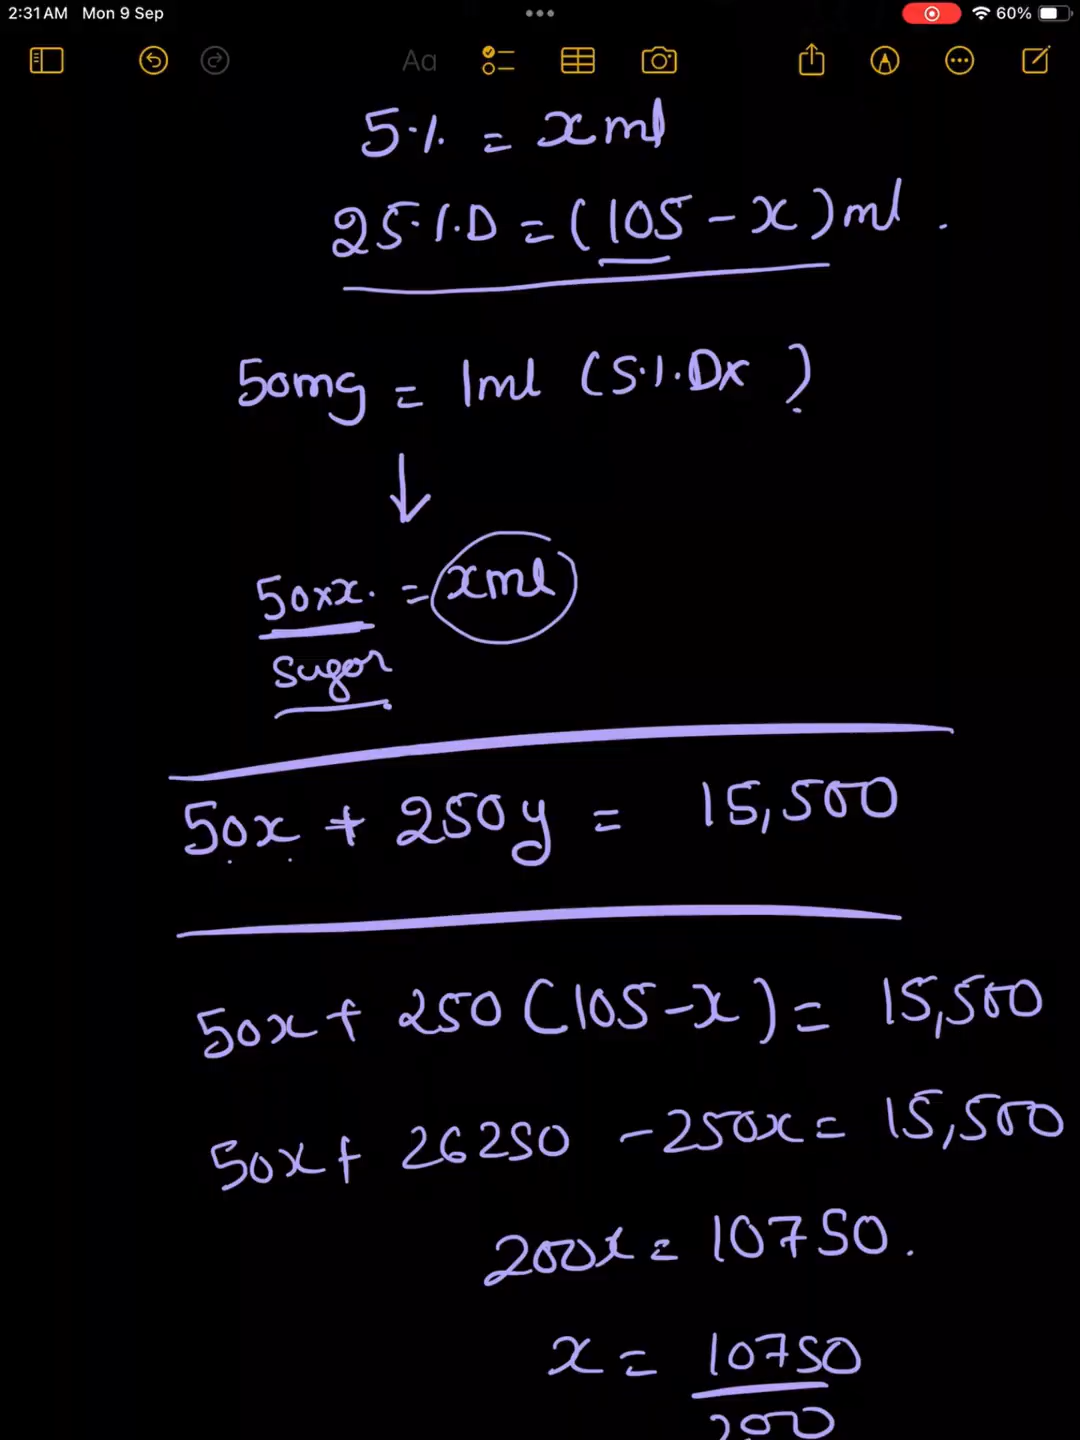 2:31 AM Mon 9 Sep 60%
Aa
5% = x ml
25% D = (105 - x) ml .
50mg = 1ml (5% Dx )
50xx. = x ml
sugar
50x + 250y = 15,500
50x + 250 (105 - x) = 15,500
50x + 26250 - 250x = 15,500
200x = 10750.
x = 10750
200